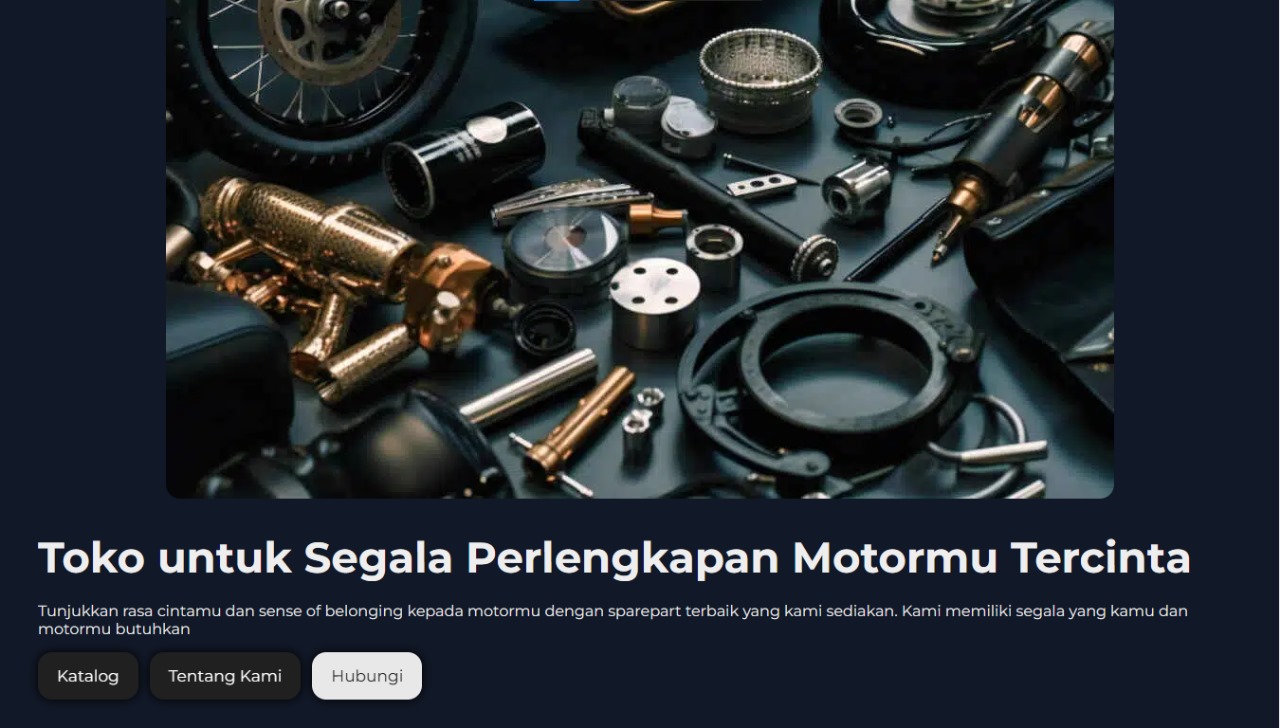 Toko untuk Segala Perlengkapan Motormu Tercinta
Tunjukkan rasa cintamu dan sense of belonging kepada motormu dengan sparepart terbaik yang kami sediakan. Kami memiliki segala yang kamu dan
motormu butuhkan
Katalog
Tentang Kami
Hubungi